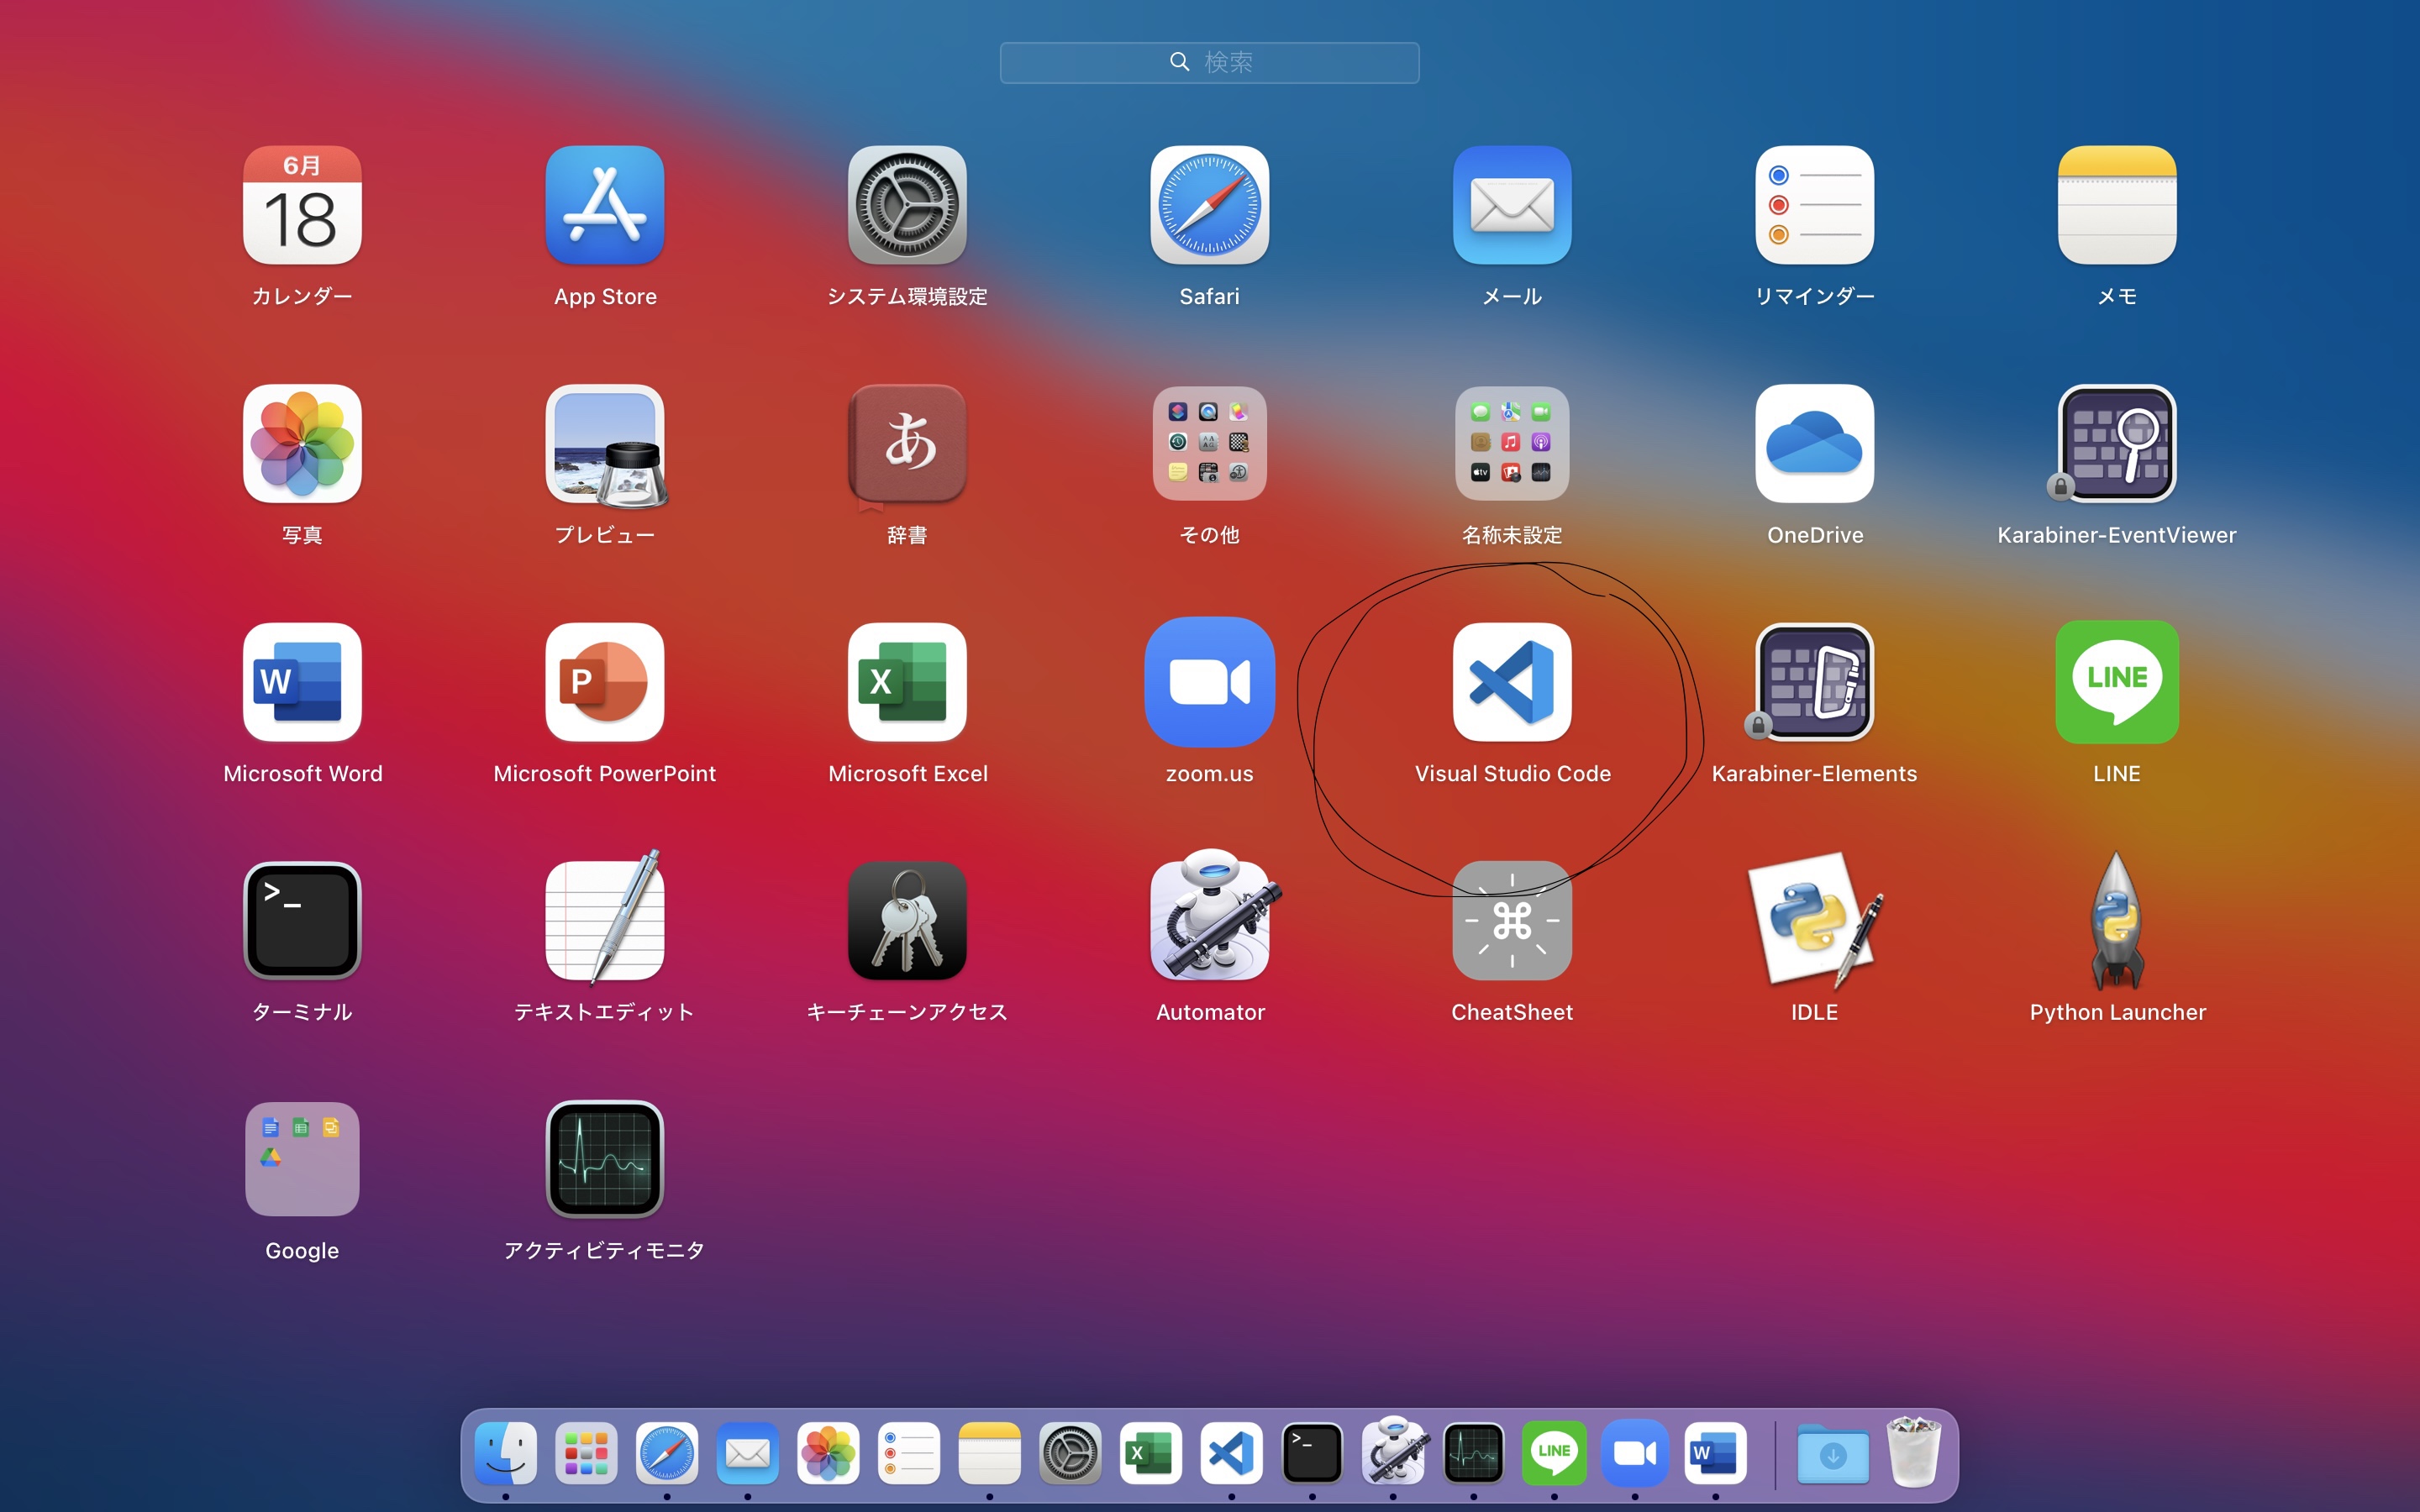 検索
6月
18
カレンダー
App Store
システム環境設定
Safari
メール
リマインダー
メモ
あ
tv
写真
プレビュー
辞書
その他
名称未設定
OneDrive
Karabiner-EventViewer
W
P
X
LINE
Microsoft Word
Microsoft PowerPoint
Microsoft Excel
zoom.us
Visual Studio Code
Karabiner-Elements
LINE
>_
ターミナル
テキストエディット
キーチェーンアクセス
Automator
CheatSheet
IDLE
Python Launcher
Google
アクティビティモニタ
X
>_
LINE
W